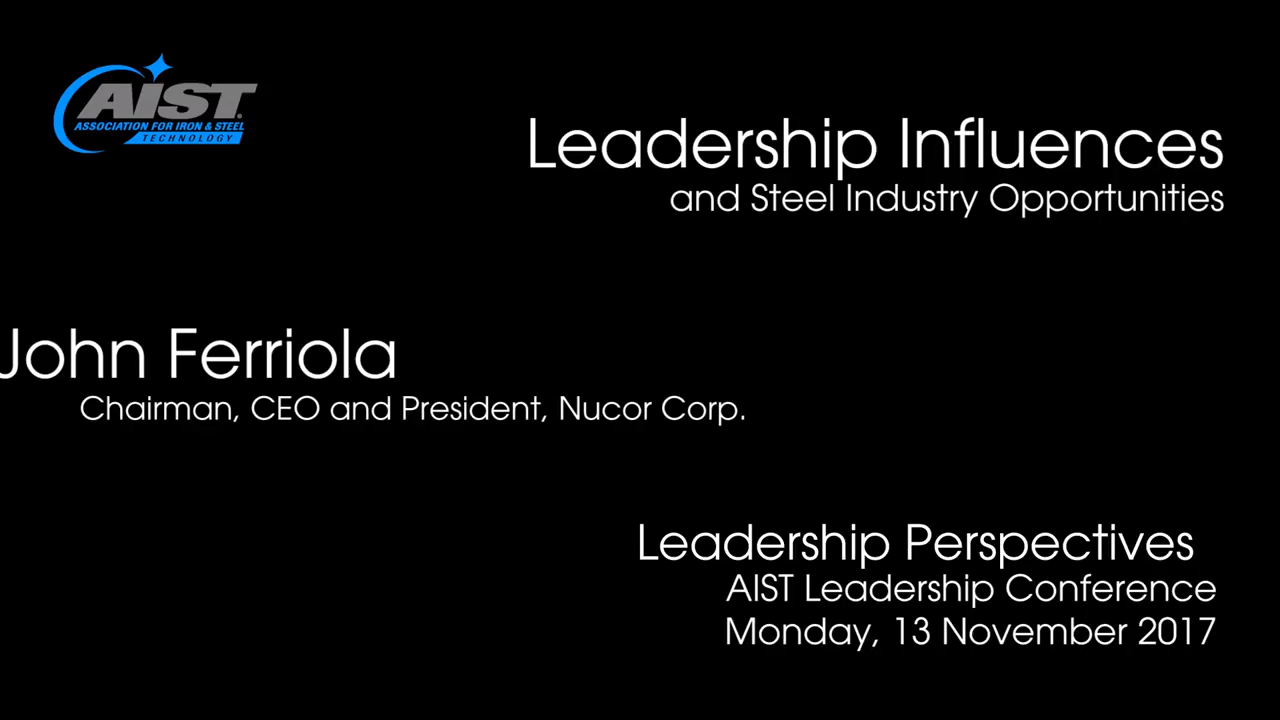 AIST
ASSOCIATION FOR IRON & STEEL
TECHNOLOGY
Leadership Influences
and Steel Industry Opportunities
John Ferriola
Chairman, CEO and President, Nucor Corp.
Leadership Perspectives
AIST Leadership Conference
Monday, 13 November 2017